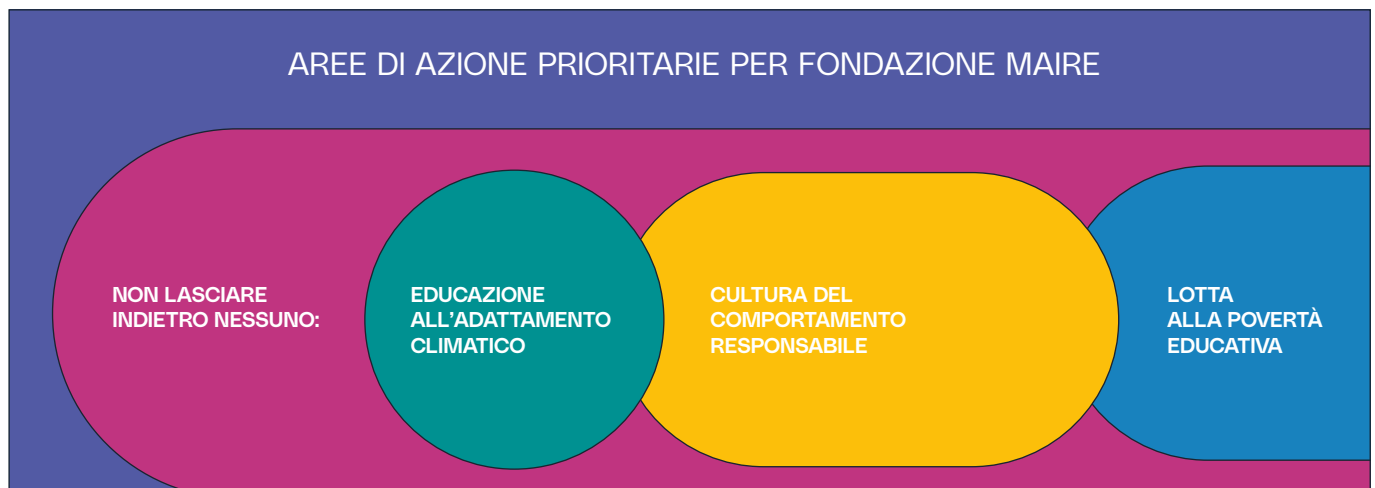 AREE DI AZIONE PRIORITARIE PER FONDAZIONE MAIRE
NON LASCIARE
INDIETRO NESSUNO:
EDUCAZIONE
ALL’ADATTAMENTO
CLIMATICO
CULTURA DEL
COMPORTAMENTO
RESPONSABILE
LOTTA
ALLA POVERTÀ
EDUCATIVA